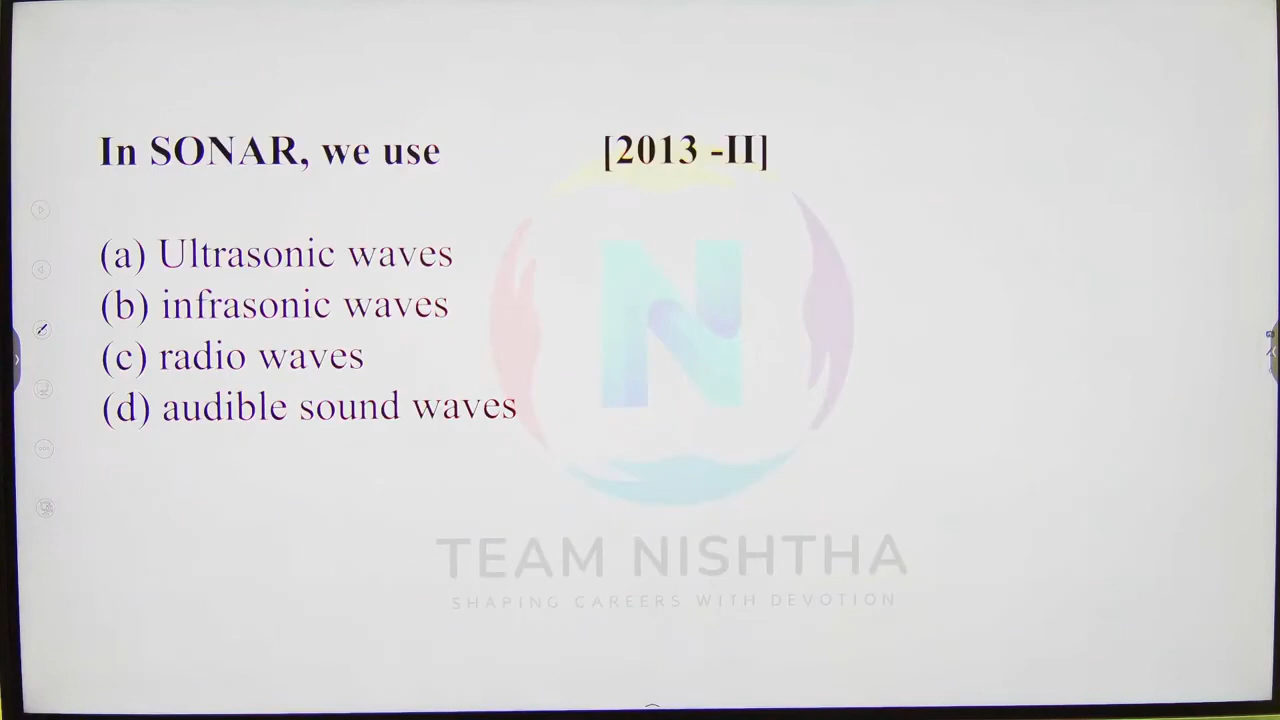 In SONAR, we use [2013 -II]
(a) Ultrasonic waves
(b) infrasonic waves
(c) radio waves
(d) audible sound waves
N
TEAM NISHTHA
SHAPING CAREERS WITH DEVOTION